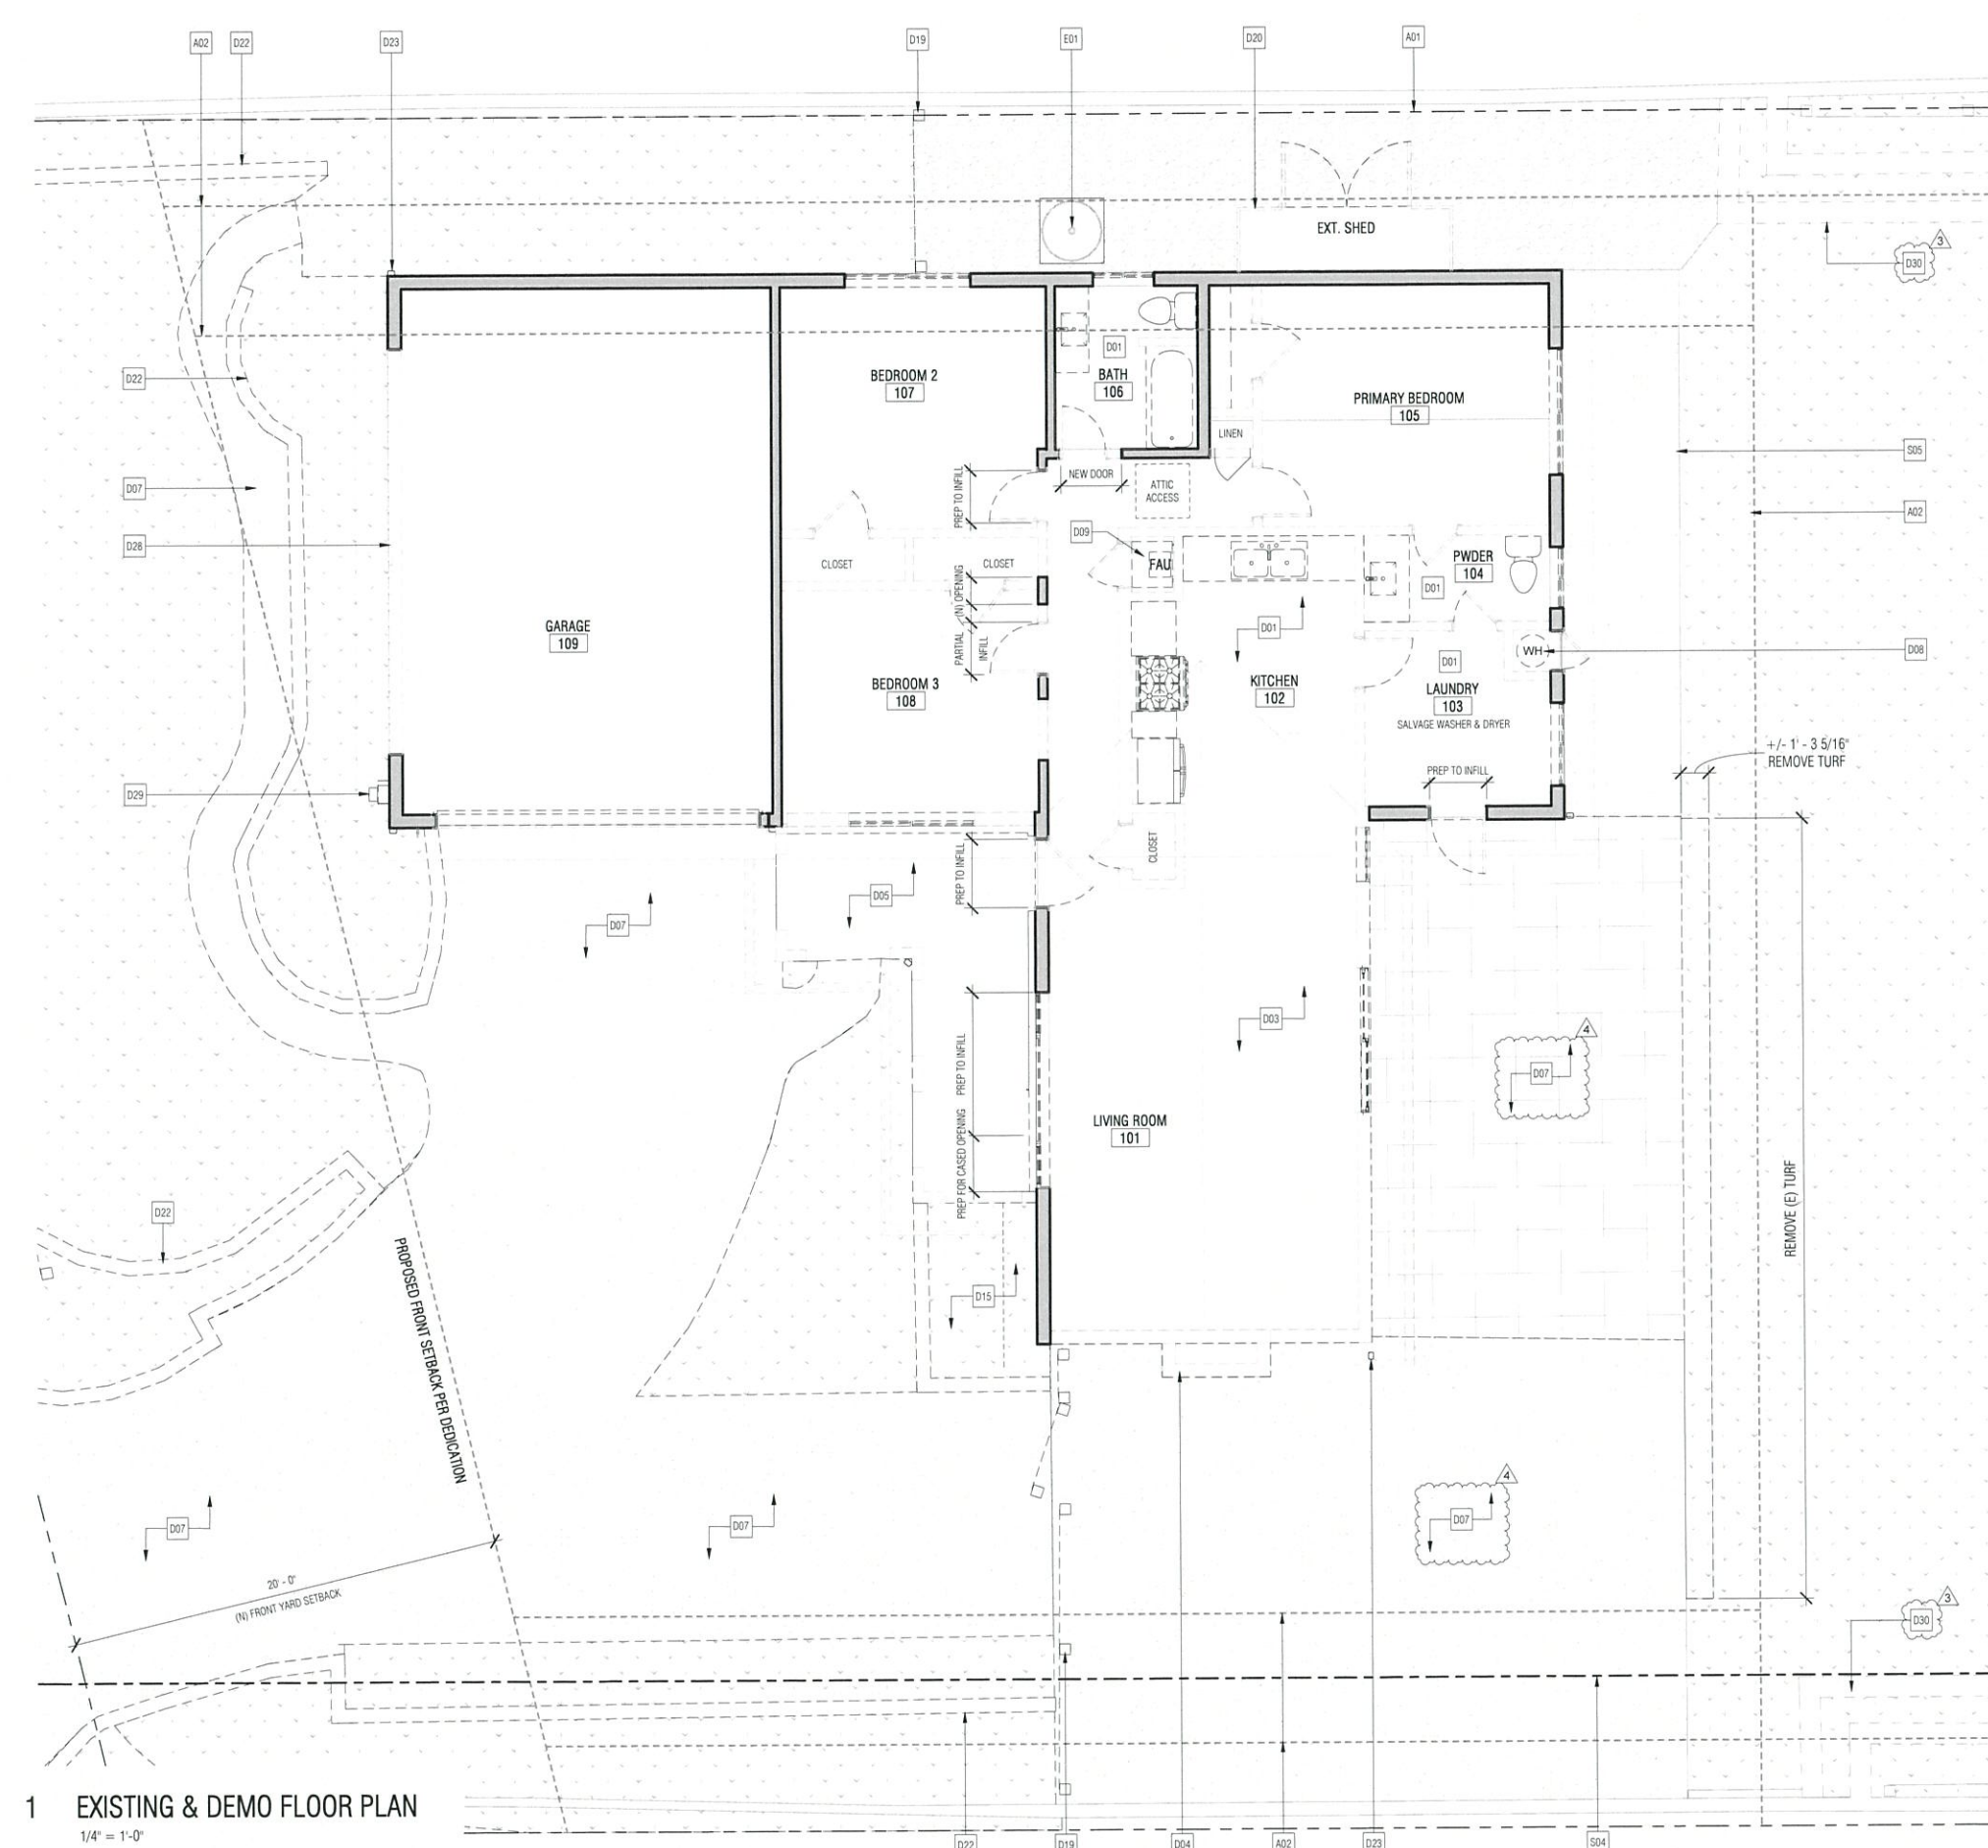 A02
D22
D23
D19
E01
D20
A01
EXT. SHED
3
D30
D22
BEDROOM 2
107
D01
BATH
106
PRIMARY BEDROOM
105
LINEN
S05
D07
PREP TO INFILL
NEW DOOR
ATTIC
ACCESS
A02
D28
D09
FAU
CLOSET
CLOSET
PWDER
104
D01
(N) OPENING
PARTIAL
INFILL
GARAGE
109
D01
WH
D08
D01
BEDROOM 3
108
KITCHEN
102
LAUNDRY
103
SALVAGE WASHER & DRYER
+/- 1' - 3 5/16"
REMOVE TURF
PREP TO INFILL
D29
CLOSET
PREP TO INFILL
D05
D07
D03
4
D07
PREP TO INFILL
PREP FOR CASED OPENING
LIVING ROOM
101
REMOVE (E) TURF
D22
PROPOSED FRONT SETBACK PER DEDICATION
D15
4
D07
D07
D07
20' - 0"
(N) FRONT YARD SETBACK
3
D30
1 EXISTING & DEMO FLOOR PLAN
1/4" = 1'-0"
D22
D19
D04
A02
D23
S04